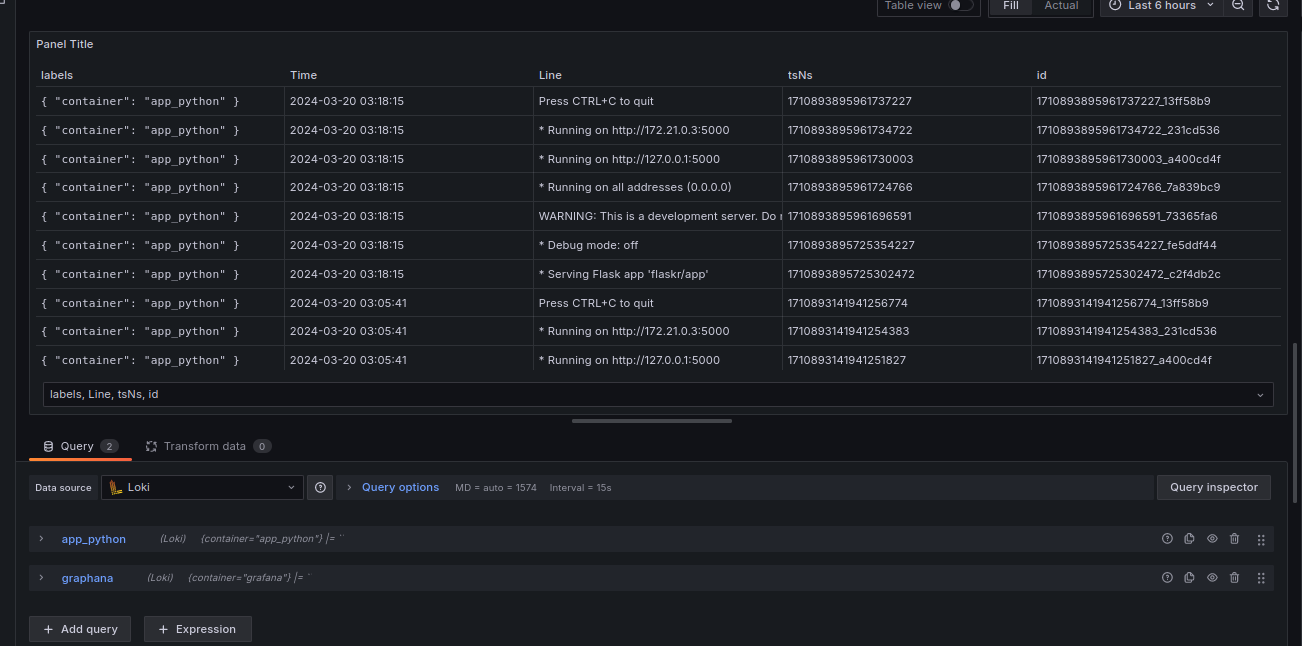 Table view Fill Actual Last 6 hours
Panel Title
labels Time Line tsNs id
{ "container": "app_python" } 2024-03-20 03:18:15 Press CTRL+C to quit 1710893895961737227 1710893895961737227_13ff58b9
{ "container": "app_python" } 2024-03-20 03:18:15 * Running on http://172.21.0.3:5000 1710893895961734722 1710893895961734722_231cd536
{ "container": "app_python" } 2024-03-20 03:18:15 * Running on http://127.0.0.1:5000 1710893895961730003 1710893895961730003_a400cd4f
{ "container": "app_python" } 2024-03-20 03:18:15 * Running on all addresses (0.0.0.0) 1710893895961724766 1710893895961724766_7a839bc9
{ "container": "app_python" } 2024-03-20 03:18:15 WARNING: This is a development server. Do 1710893895961696591 1710893895961696591_73365fa6
{ "container": "app_python" } 2024-03-20 03:18:15 * Debug mode: off 1710893895725354227 1710893895725354227_fe5ddf44
{ "container": "app_python" } 2024-03-20 03:18:15 * Serving Flask app 'flaskr/app' 1710893895725302472 1710893895725302472_c2f4db2c
{ "container": "app_python" } 2024-03-20 03:05:41 Press CTRL+C to quit 1710893141941256774 1710893141941256774_13ff58b9
{ "container": "app_python" } 2024-03-20 03:05:41 * Running on http://172.21.0.3:5000 1710893141941254383 1710893141941254383_231cd536
{ "container": "app_python" } 2024-03-20 03:05:41 * Running on http://127.0.0.1:5000 1710893141941251827 1710893141941251827_a400cd4f
labels, Line, tsNs, id
Query 2 Transform data 0
Data source Loki Query options MD = auto = 1574 Interval = 15s Query inspector
app_python (Loki) {container="app_python"} |= ``
graphana (Loki) {container="grafana"} |= ``
+ Add query + Expression